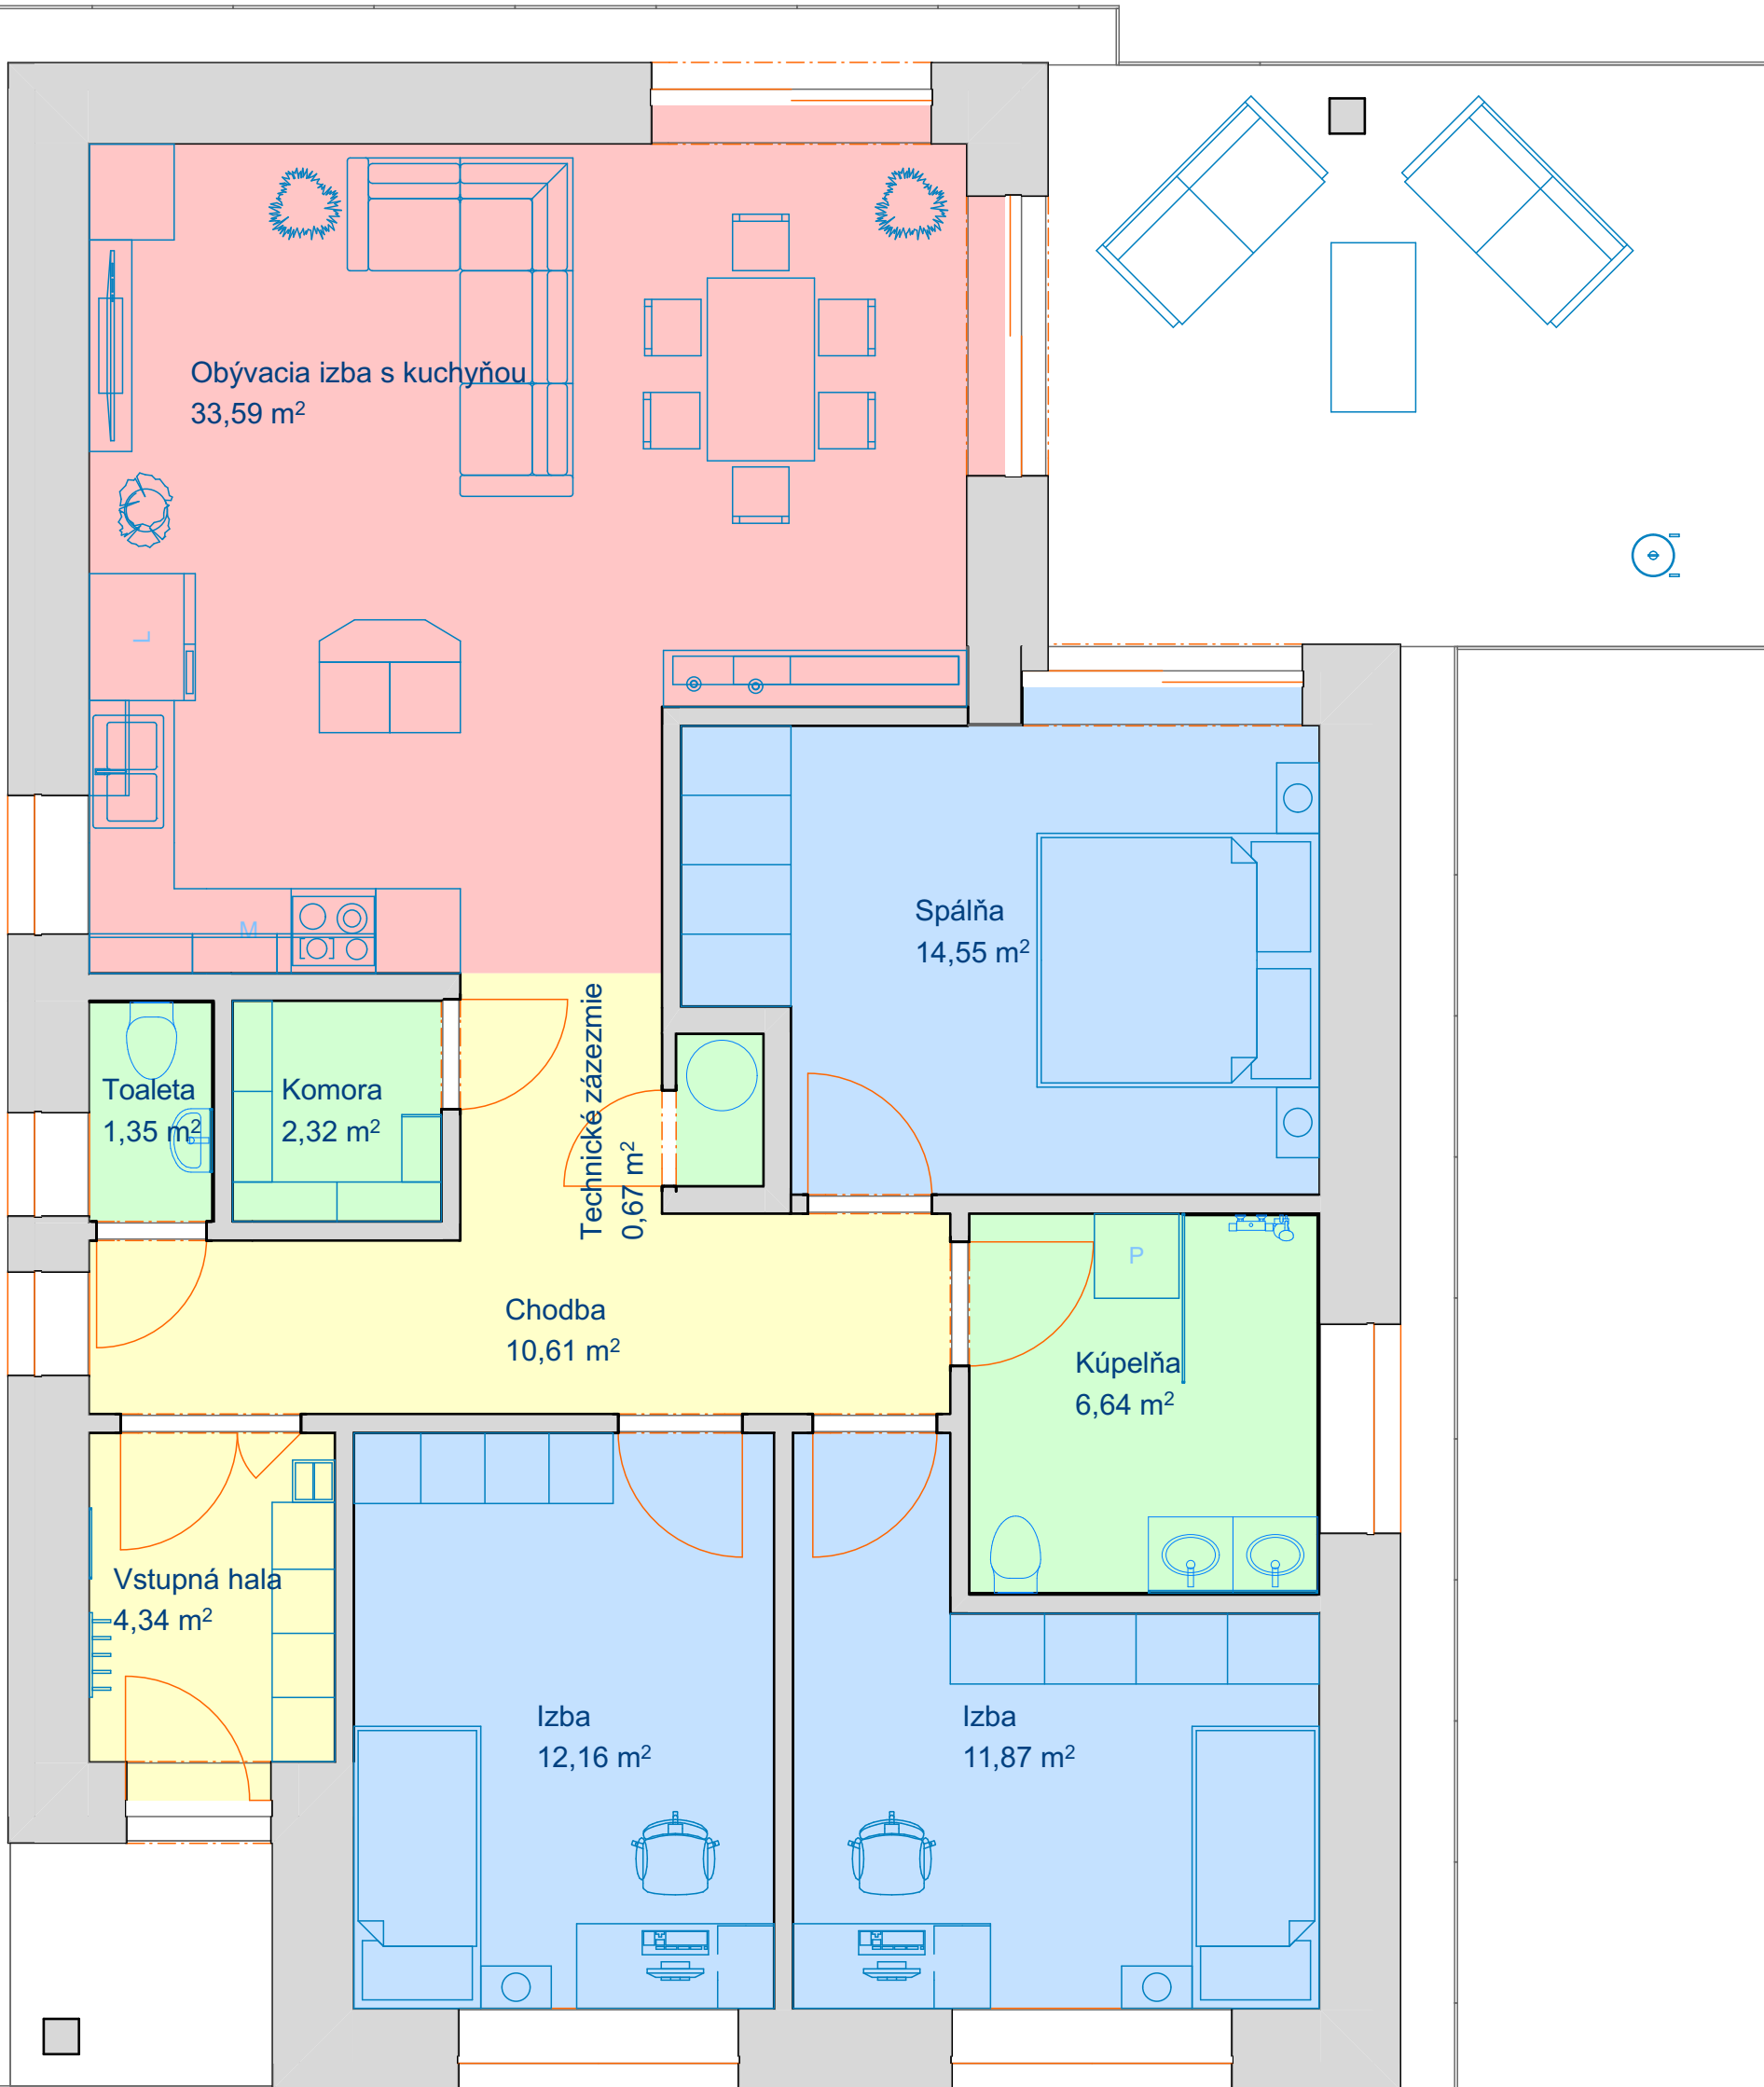 Obývacia izba s kuchyňou
33,59 m²
L
M
Spálňa
14,55 m²
Toaleta
1,35 m²
Komora
2,32 m²
Technické zázezmie
0,67 m²
Chodba
10,61 m²
P
Kúpelňa
6,64 m²
Vstupná hala
4,34 m²
Izba
12,16 m²
Izba
11,87 m²